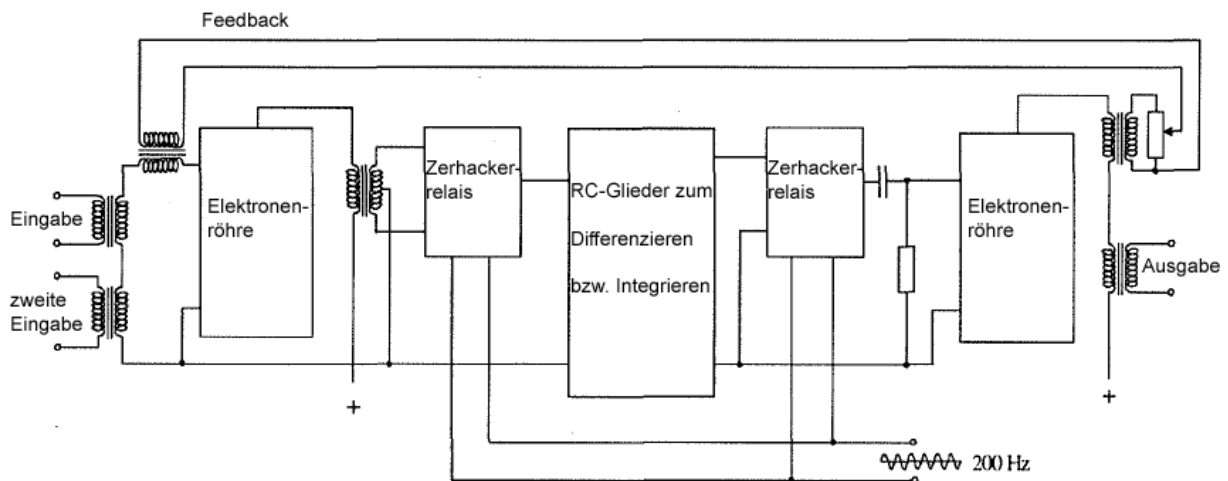 Feedback
Eingabe
zweite
Eingabe
Elektronen-
röhre
Zerhacker-
relais
RC-Glieder zum
Differenzieren
bzw. Integrieren
Zerhacker-
relais
Elektronen-
röhre
Ausgabe
+
+
200 Hz